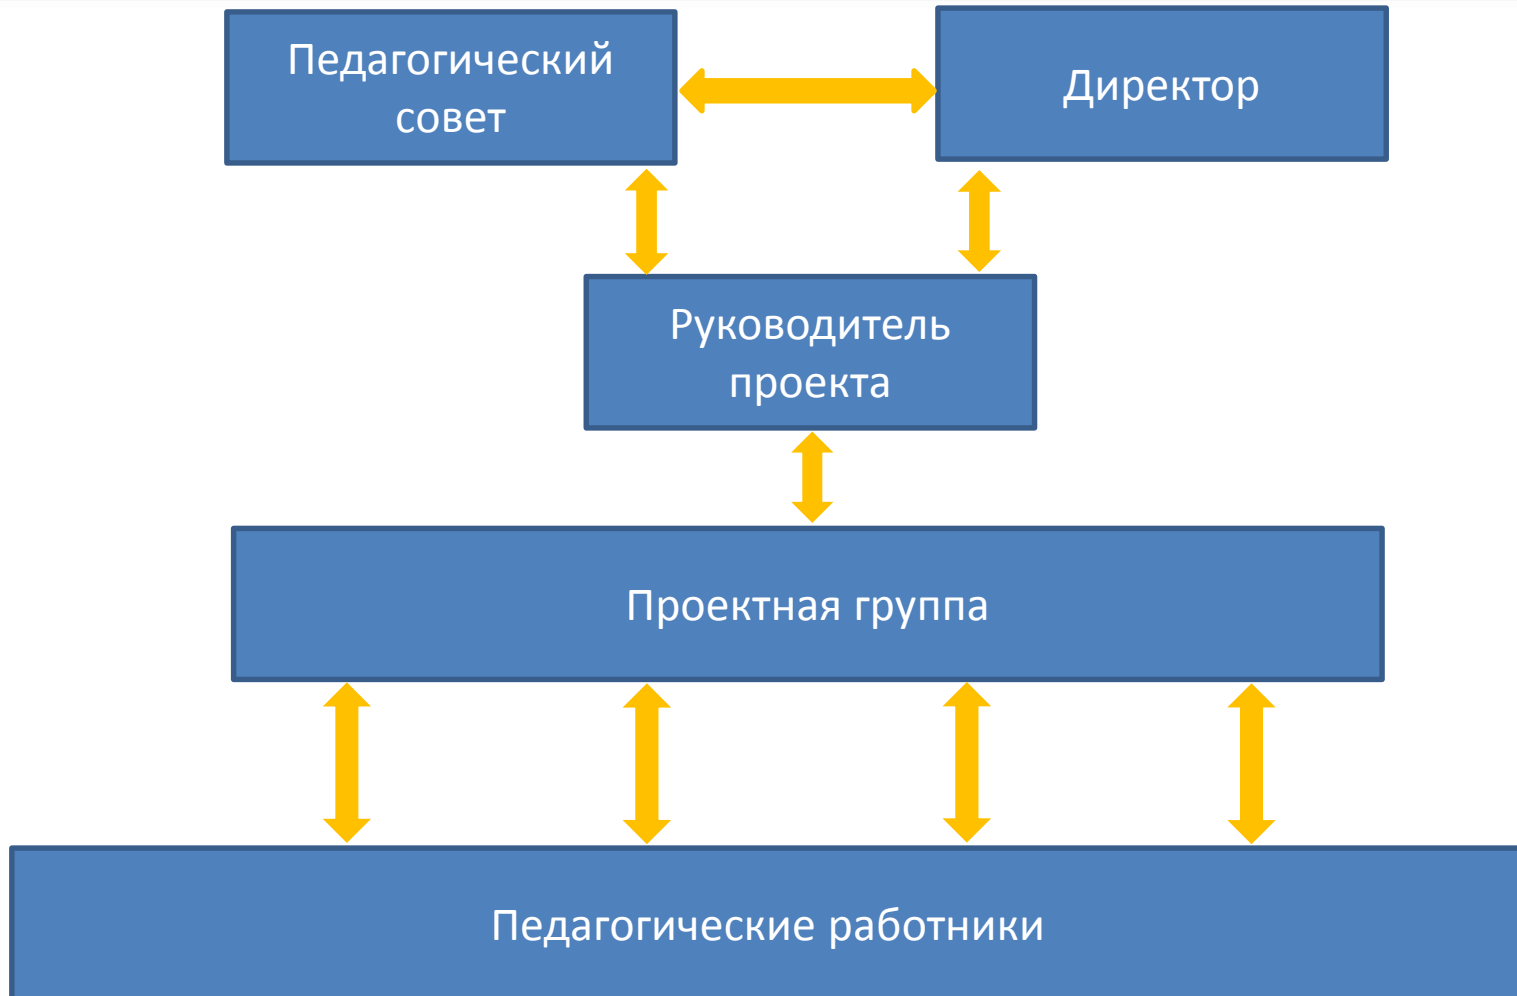 Педагогический
совет
Директор
Руководитель
проекта
Проектная группа
Педагогические работники